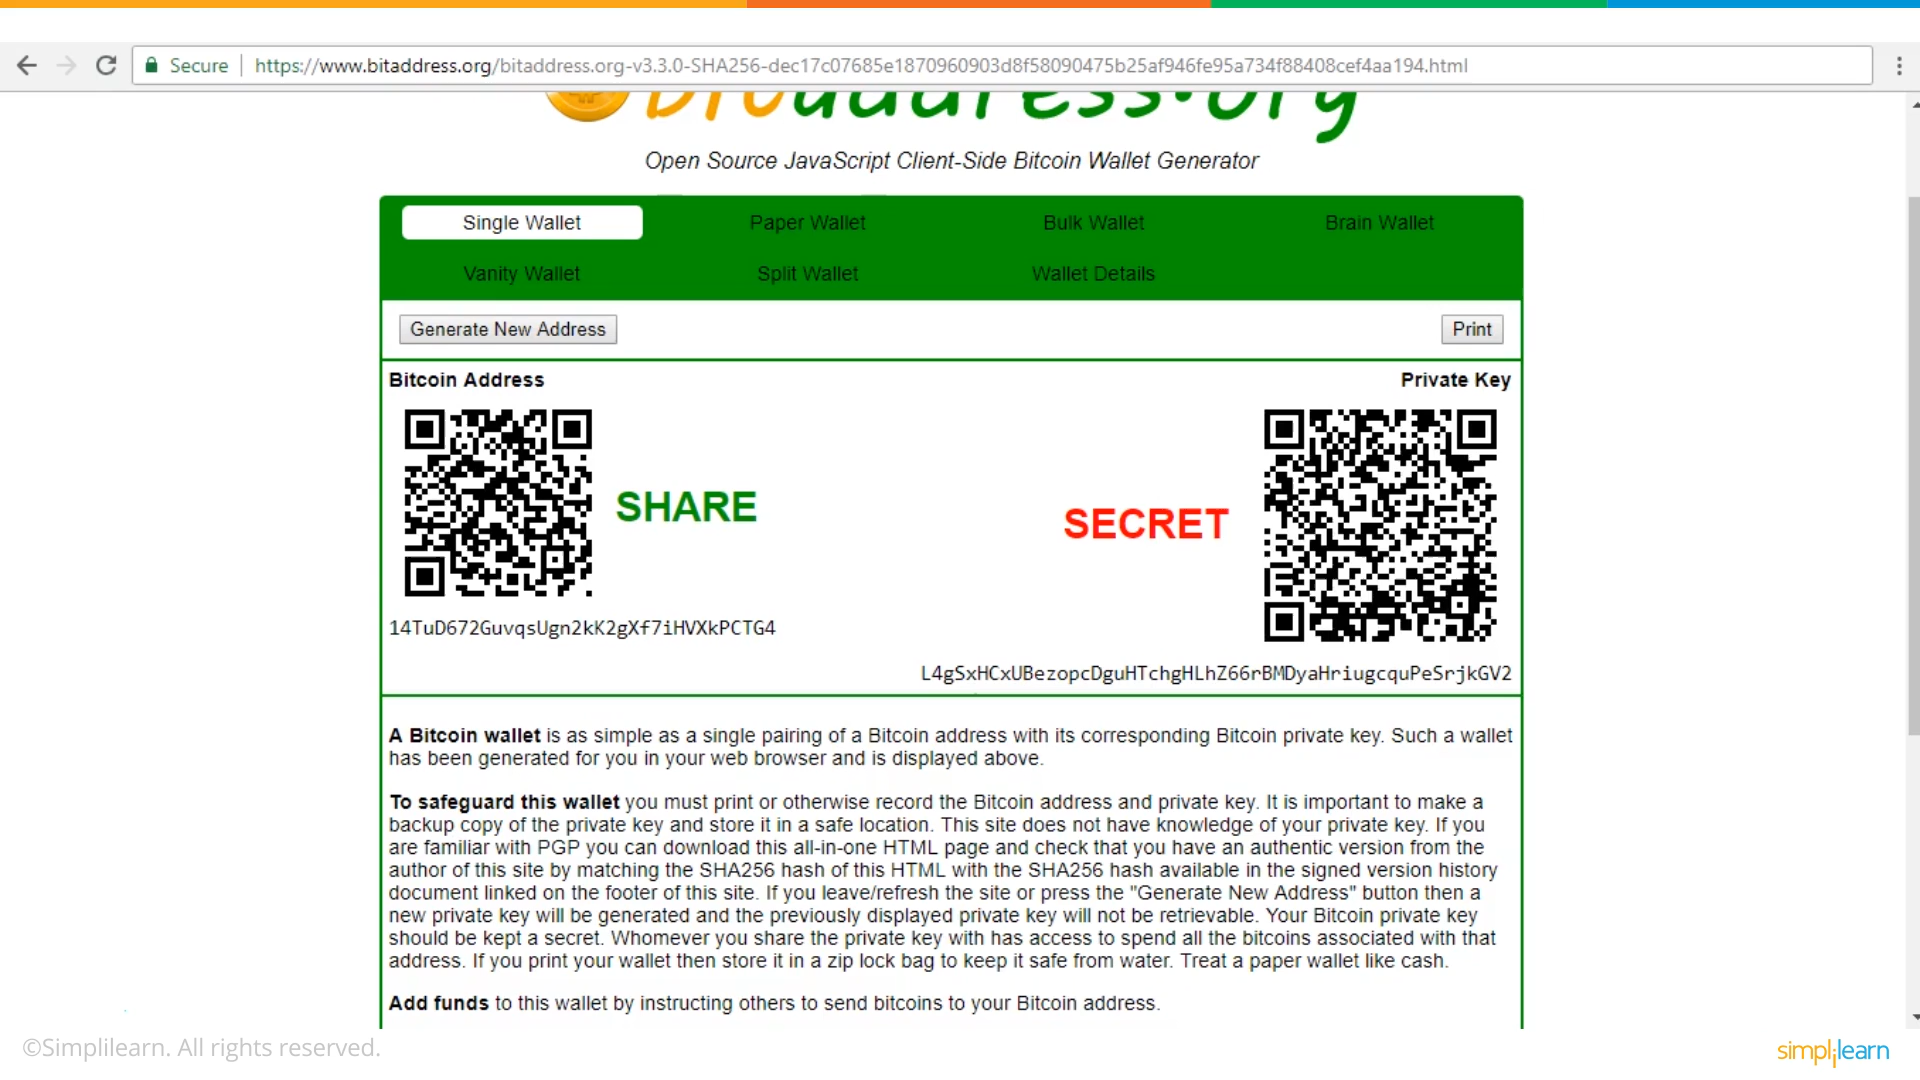 Secure | https://www.bitaddress.org/bitaddress.org-v3.3.0-SHA256-dec17c07685e1870960903d8f58090475b25af946fe95a734f88408cef4aa194.html
bitaddress.org
Open Source JavaScript Client-Side Bitcoin Wallet Generator
Single Wallet Paper Wallet Bulk Wallet Brain Wallet
Vanity Wallet Split Wallet Wallet Details
Generate New Address Print
Bitcoin Address Private Key
SHARE SECRET
14TuD672GuvqsUgn2kK2gXf7iHVXkPCTG4
L4gSxHCxUBezopcDguHTchgHLhZ66rBMDyaHriugcquPeSrjkGV2
A Bitcoin wallet is as simple as a single pairing of a Bitcoin address with its corresponding Bitcoin private key. Such a wallet
has been generated for you in your web browser and is displayed above.
To safeguard this wallet you must print or otherwise record the Bitcoin address and private key. It is important to make a
backup copy of the private key and store it in a safe location. This site does not have knowledge of your private key. If you
are familiar with PGP you can download this all-in-one HTML page and check that you have an authentic version from the
author of this site by matching the SHA256 hash of this HTML with the SHA256 hash available in the signed version history
document linked on the footer of this site. If you leave/refresh the site or press the "Generate New Address" button then a
new private key will be generated and the previously displayed private key will not be retrievable. Your Bitcoin private key
should be kept a secret. Whomever you share the private key with has access to spend all the bitcoins associated with that
address. If you print your wallet then store it in a zip lock bag to keep it safe from water. Treat a paper wallet like cash.
Add funds to this wallet by instructing others to send bitcoins to your Bitcoin address.
©Simplilearn. All rights reserved.
simplilearn